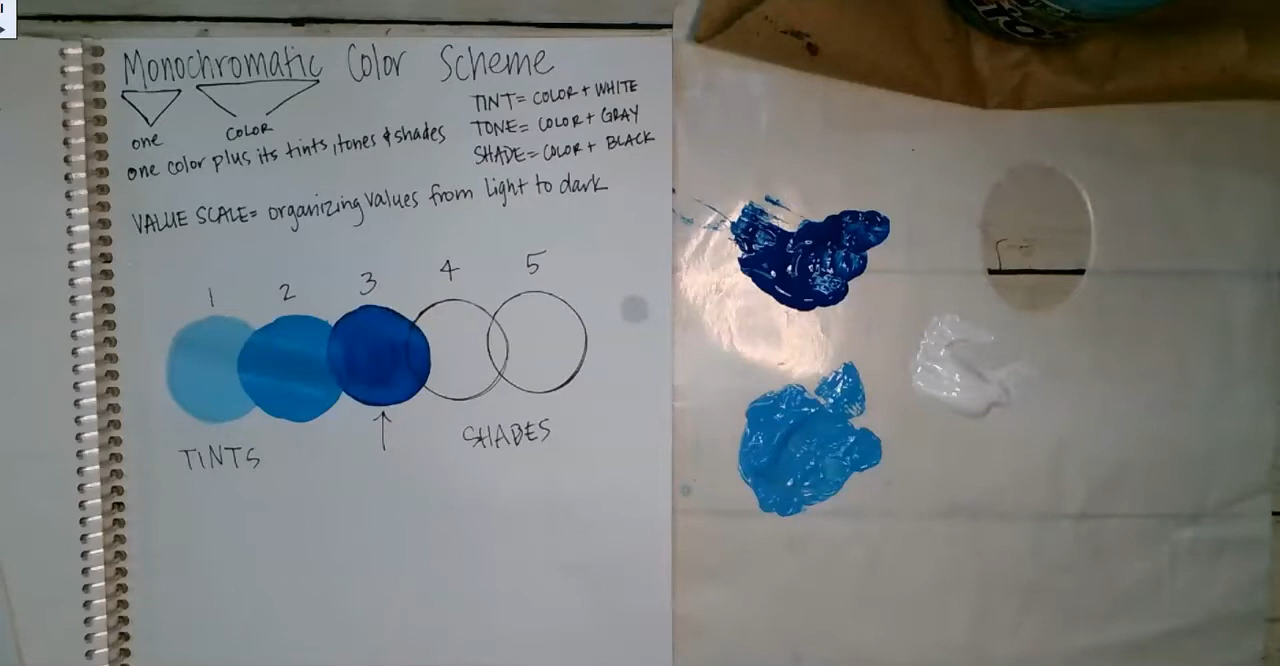 Monochromatic Color Scheme
one
COLOR
one color plus its tints, tones & shades
TINT = COLOR + WHITE
TONE = COLOR + GRAY
SHADE = COLOR + BLACK
VALUE SCALE = organizing values from light to dark
1 2 3 4 5
TINTS
SHADES